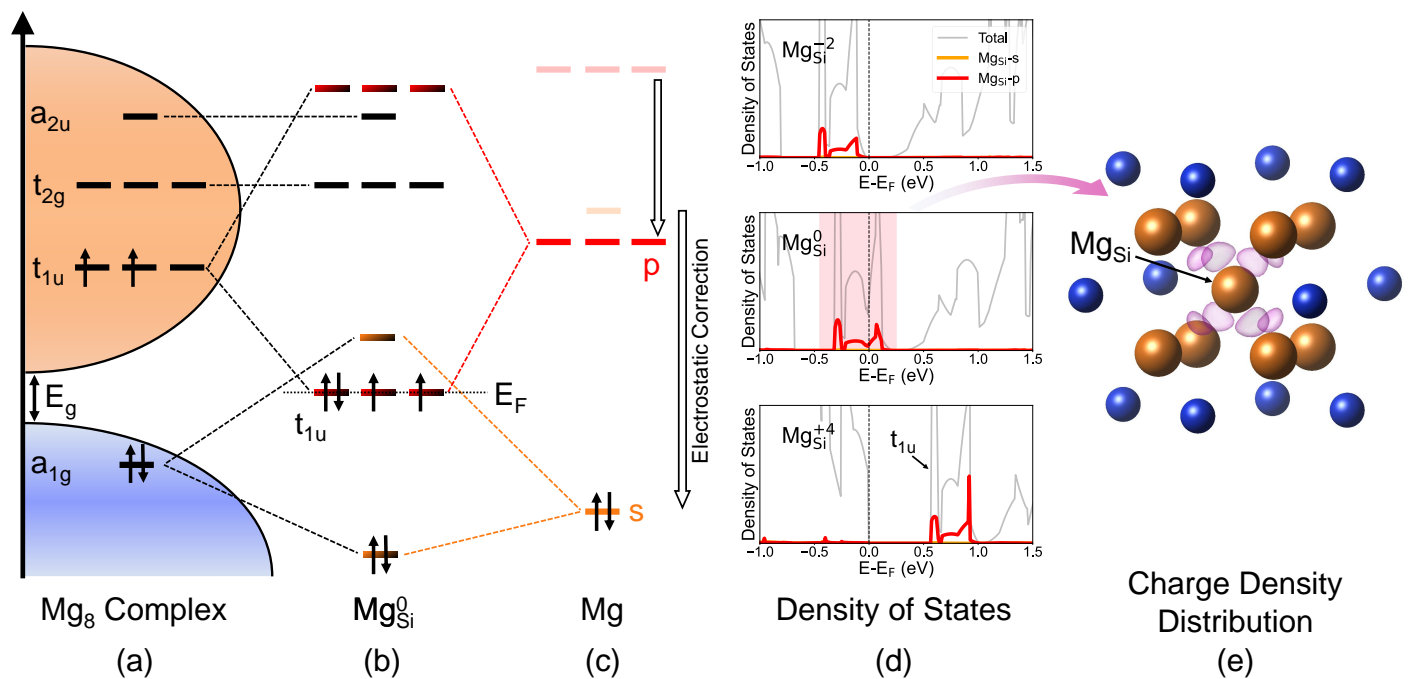 a2u
t2g
t1u
Eg
a1g
Mg8 Complex
(a)
t1u
EF
Mg⁰Si
(b)
p
s
Electrostatic Correction
Mg
(c)
Density of States
Mg⁻²Si
Total
MgSi-s
MgSi-p
−1.0 −0.5 0.0 0.5 1.0 1.5
E-EF (eV)
Density of States
Mg⁰Si
−1.0 −0.5 0.0 0.5 1.0 1.5
E-EF (eV)
Density of States
Mg⁺⁴Si
t1u
−1.0 −0.5 0.0 0.5 1.0 1.5
E-EF (eV)
Density of States
(d)
MgSi
Charge Density
Distribution
(e)